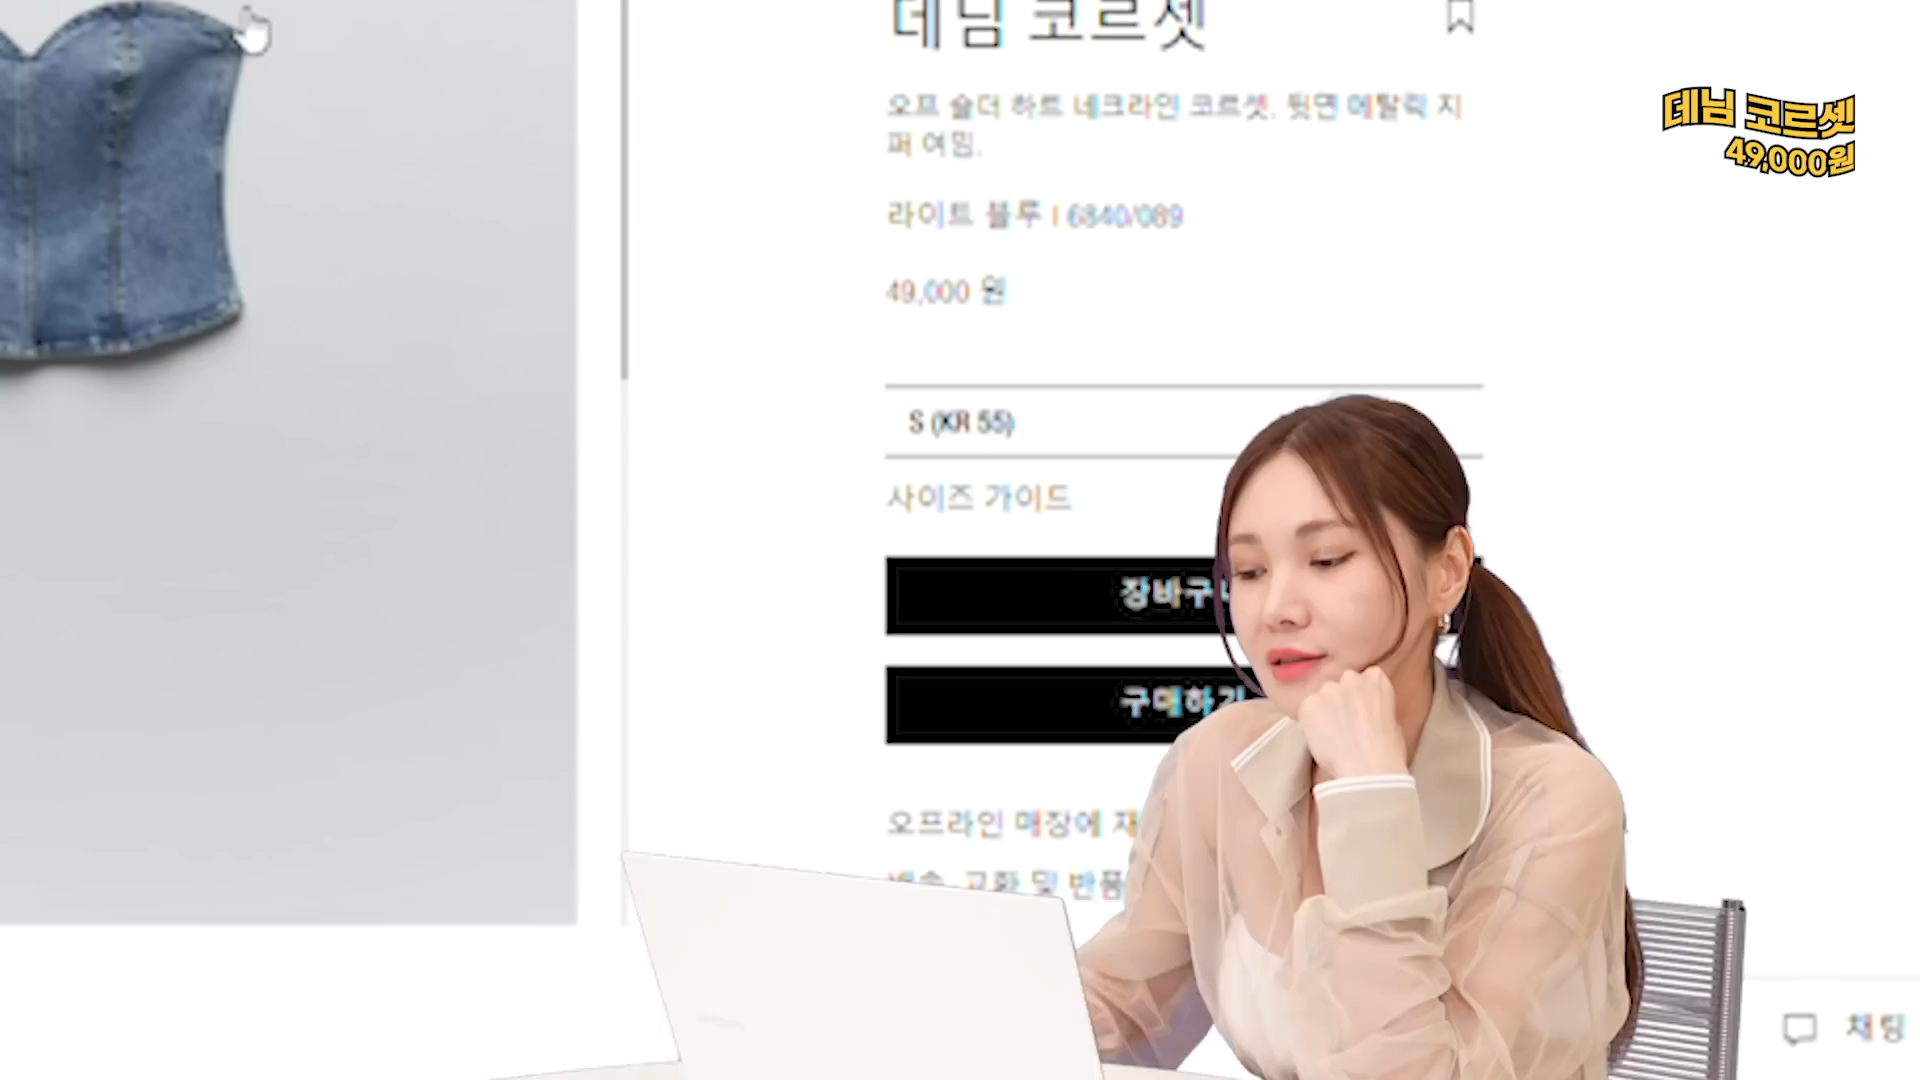 데님 코르셋
오프 숄더 하트 네크라인 코르셋. 뒷면 메탈릭 지
퍼 여밈.
라이트 블루 | 6840/089
49,000 원
S (KR 55)
사이즈 가이드
장바구
구매하기
오프라인 매장에 재
배송, 교환 및 반품
데님 코르셋
49,000원
채팅